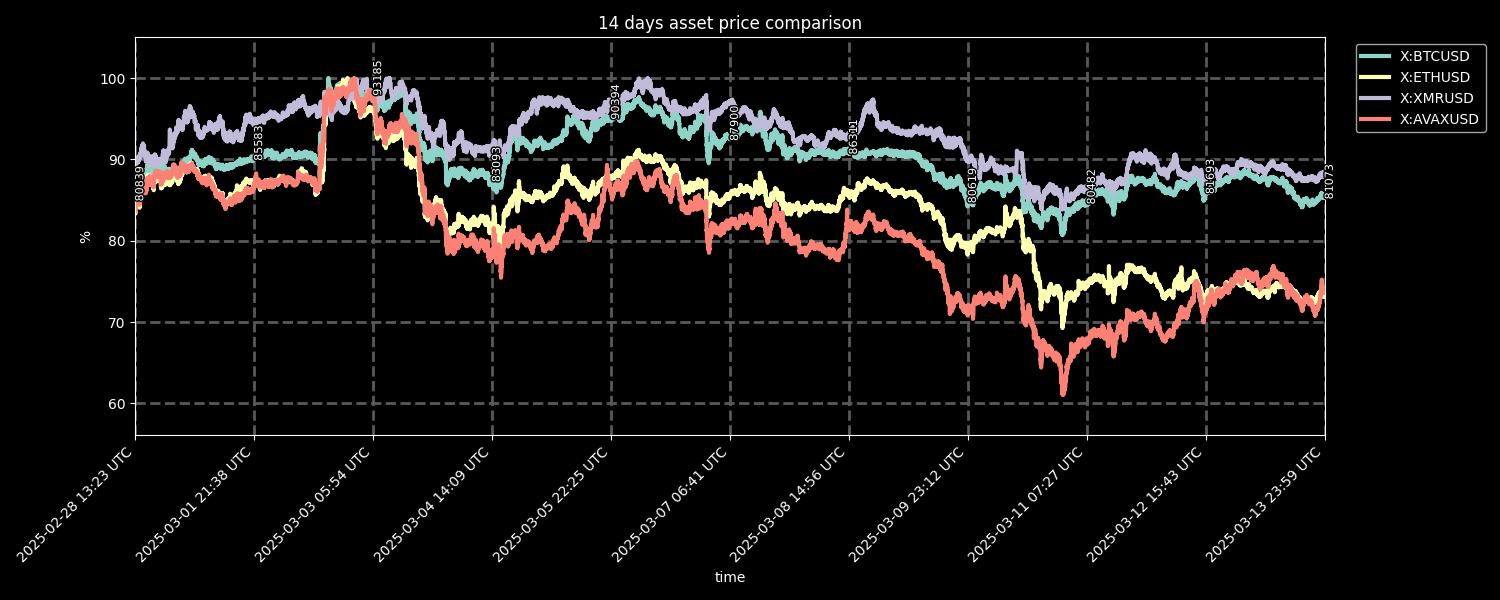 14 days asset price comparison
X:BTCUSD
X:ETHUSD
X:XMRUSD
X:AVAXUSD
100
90
80
70
60
%
80839
85583
93185
83093
90394
87900
86311
80619
80482
81693
81073
2025-02-28 13:23 UTC
2025-03-01 21:38 UTC
2025-03-03 05:54 UTC
2025-03-04 14:09 UTC
2025-03-05 22:25 UTC
2025-03-07 06:41 UTC
2025-03-08 14:56 UTC
2025-03-09 23:12 UTC
2025-03-11 07:27 UTC
2025-03-12 15:43 UTC
2025-03-13 23:59 UTC
time